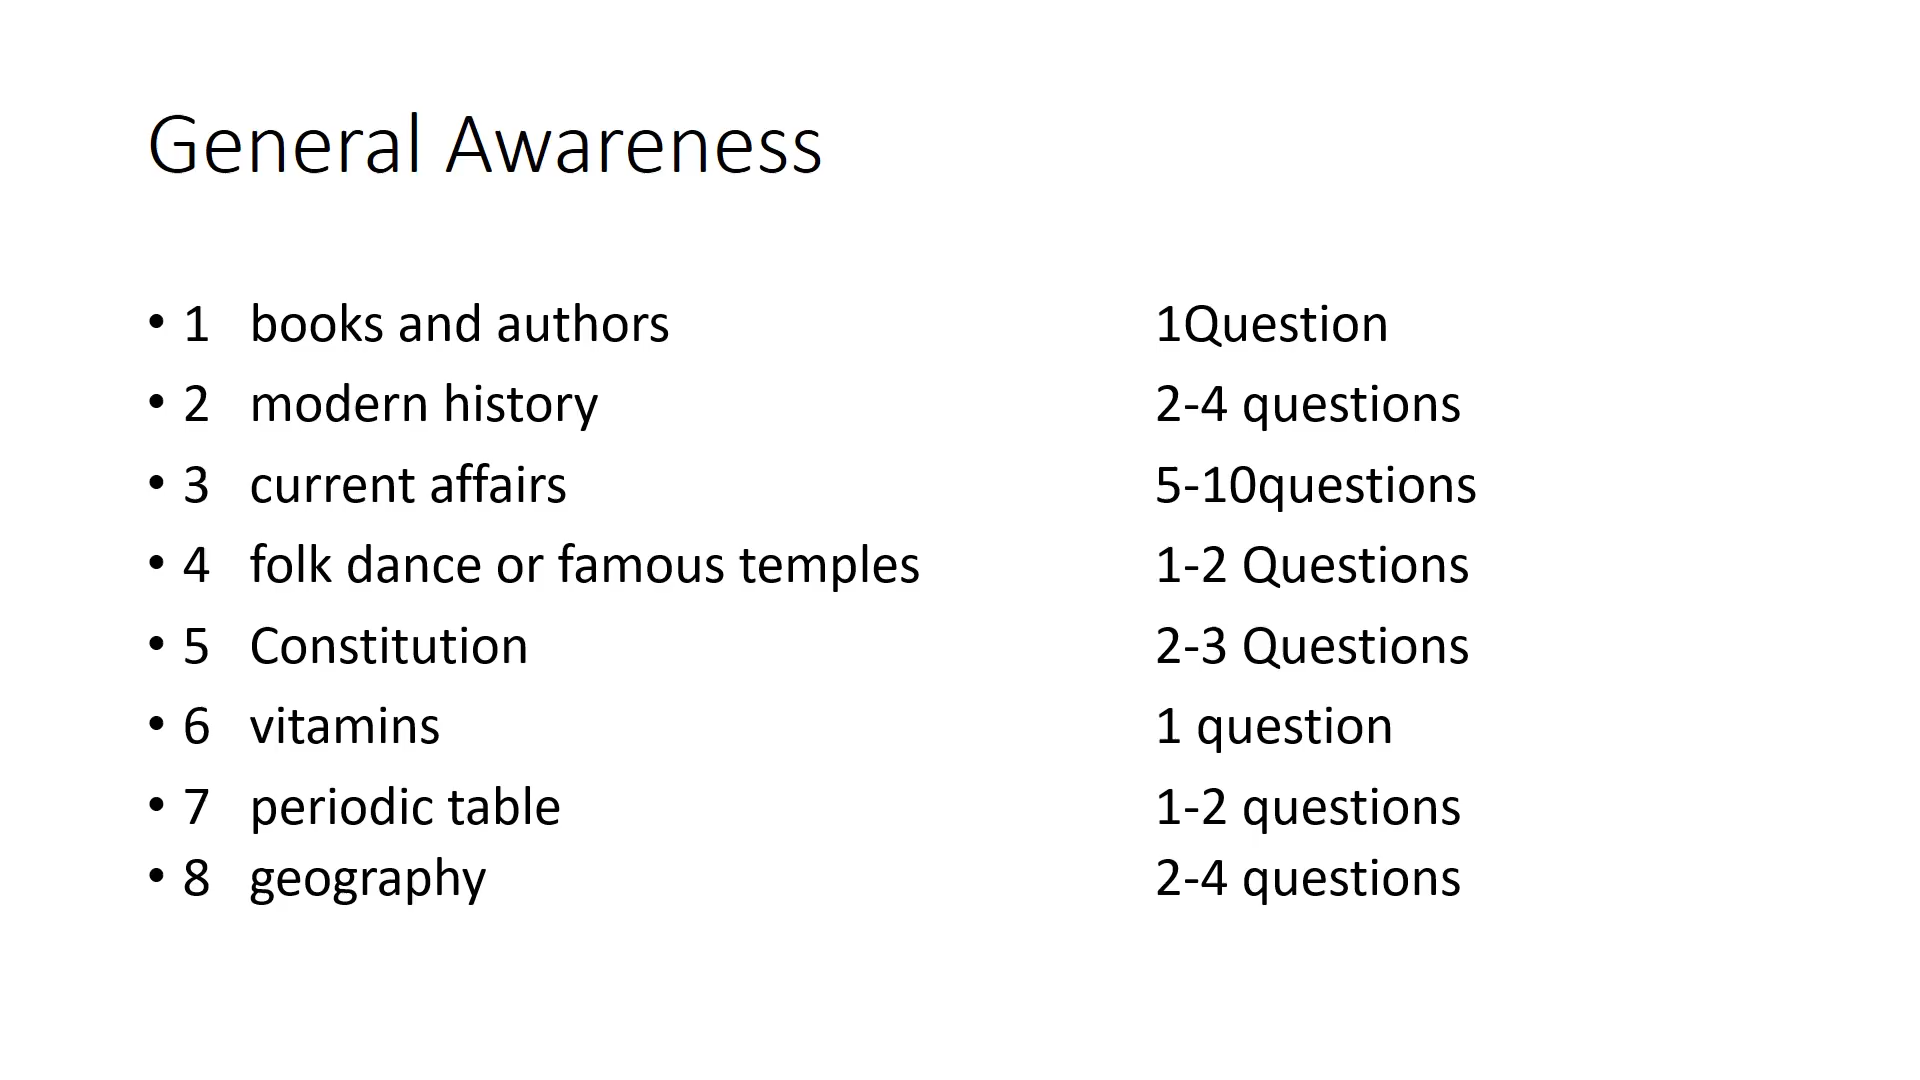 General Awareness
• 1 books and authors 1Question
• 2 modern history 2-4 questions
• 3 current affairs 5-10questions
• 4 folk dance or famous temples 1-2 Questions
• 5 Constitution 2-3 Questions
• 6 vitamins 1 question
• 7 periodic table 1-2 questions
• 8 geography 2-4 questions